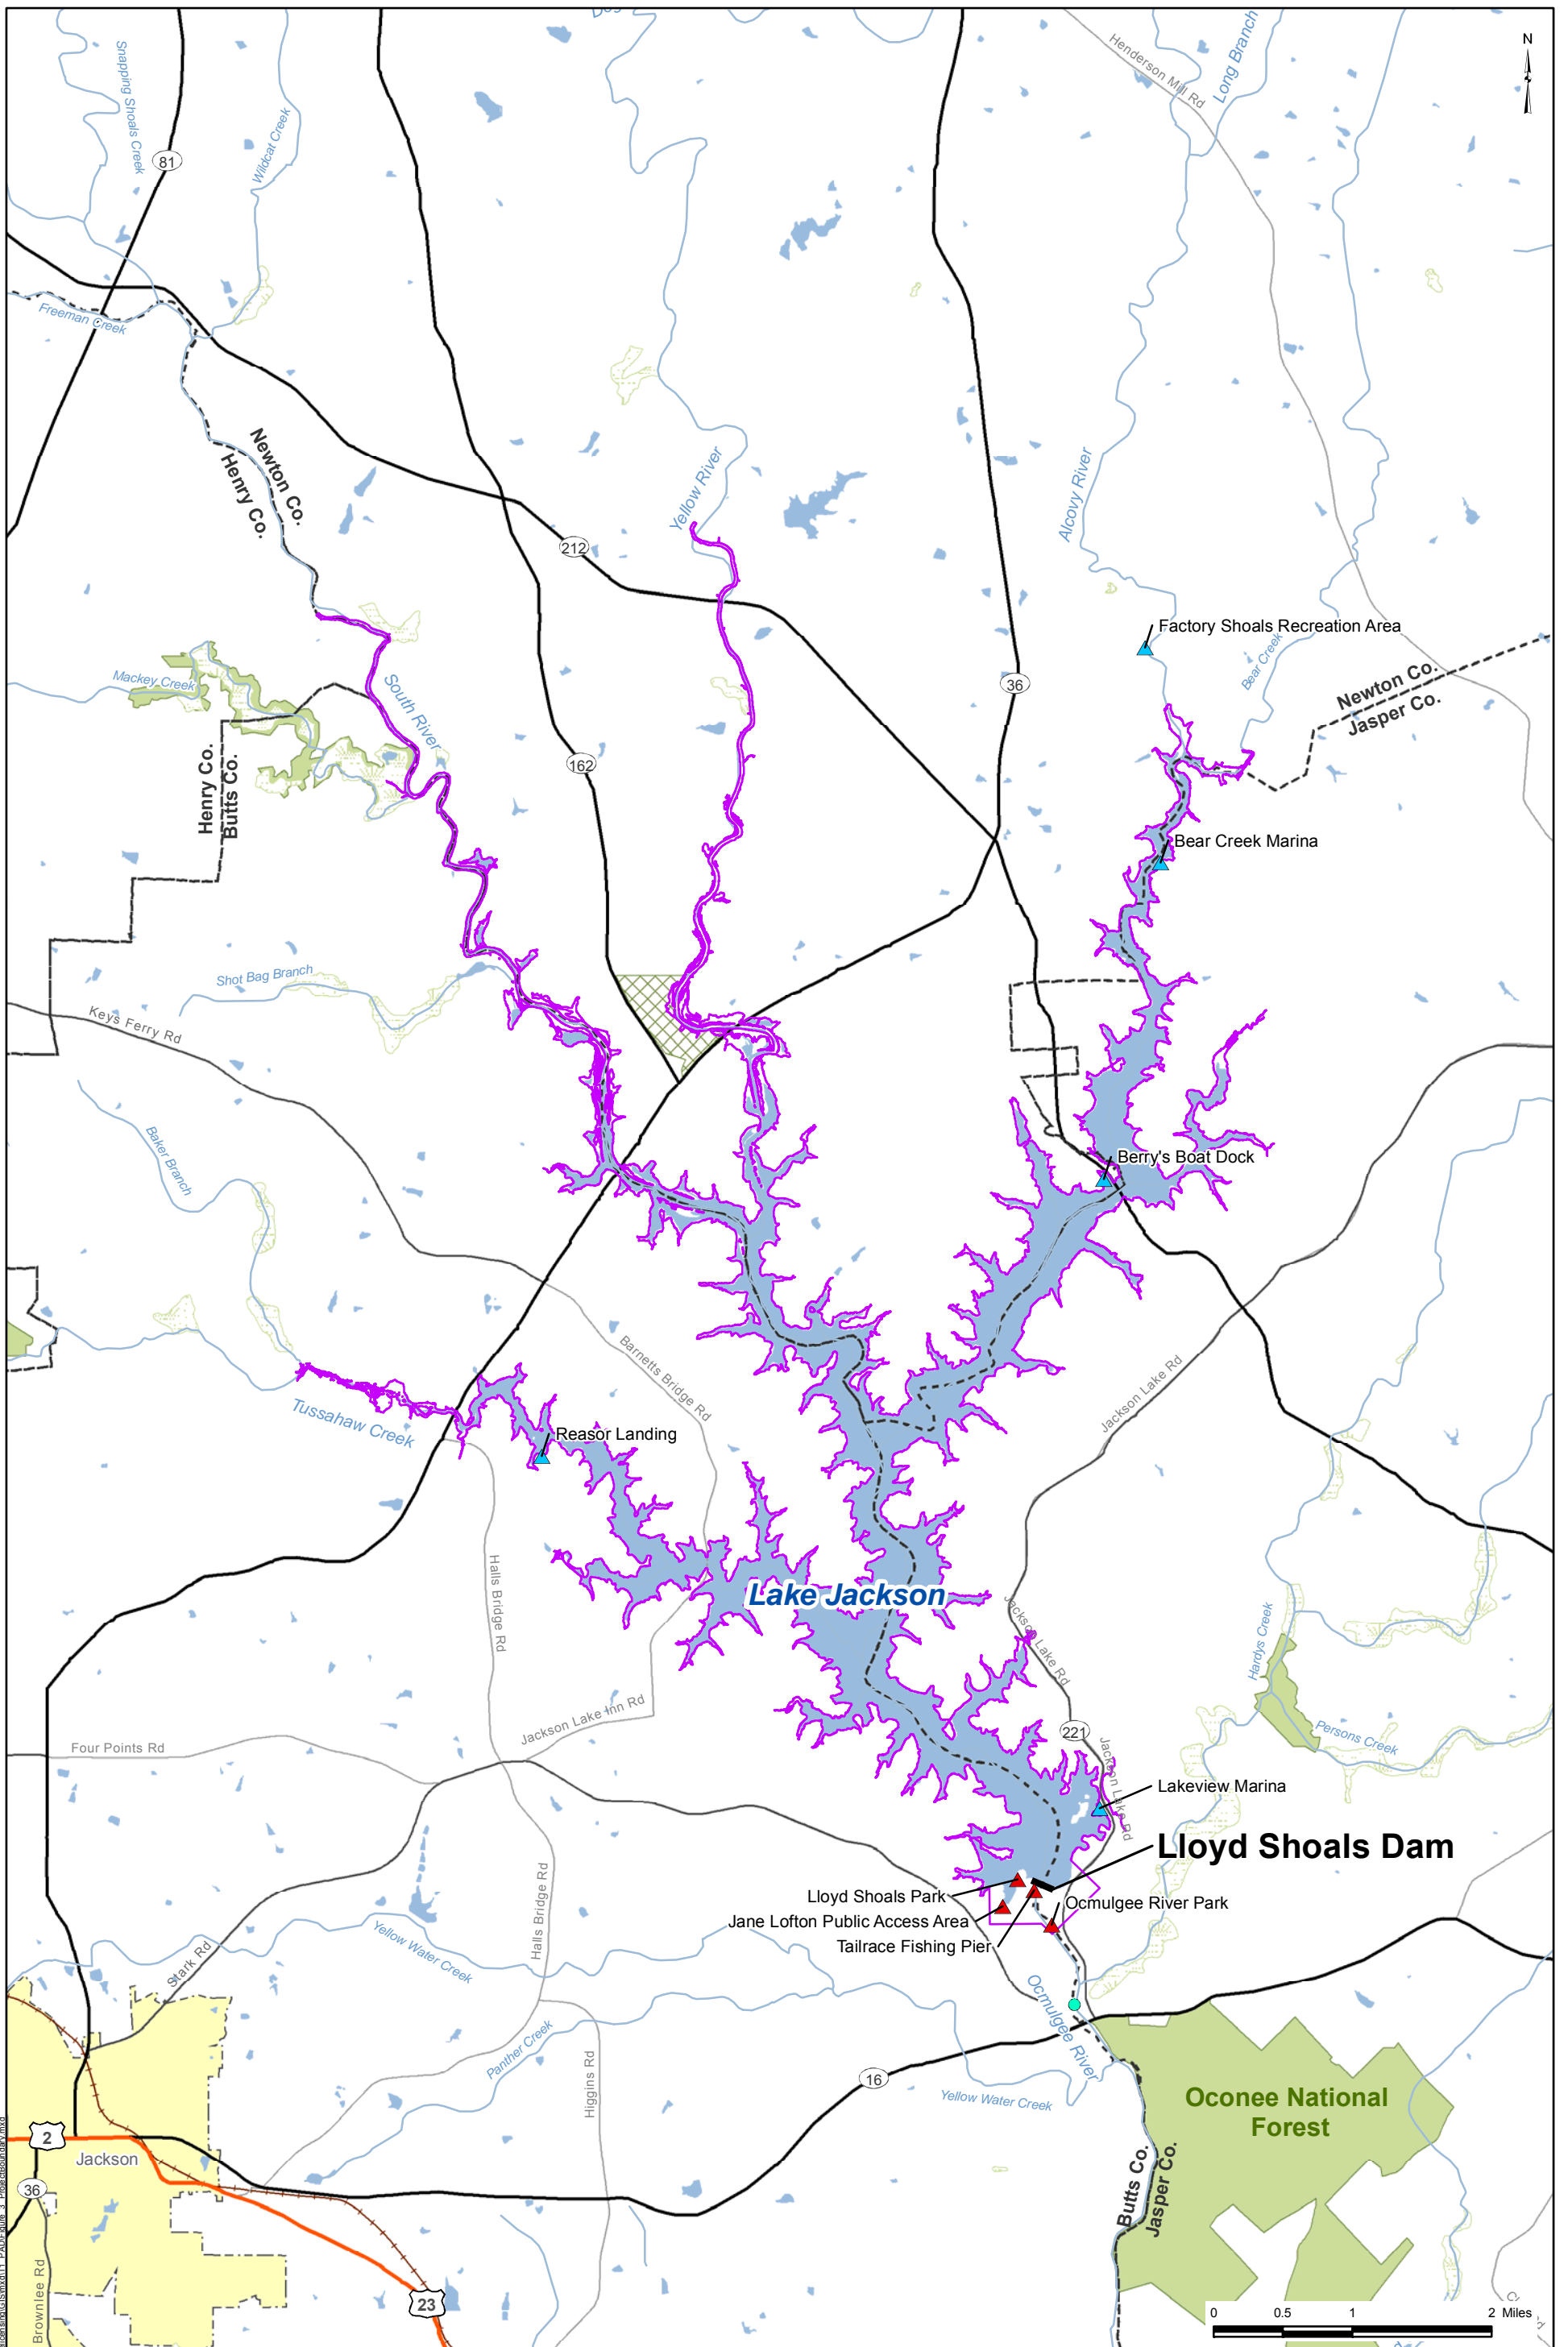 N
Snapping Shoals Creek
Wildcat Creek
Henderson Mill Rd
Long Branch
81
Freeman Creek
Newton Co.
Henry Co.
Yellow River
Alcovy River
212
Factory Shoals Recreation Area
Bear Creek
Newton Co.
Jasper Co.
Mackey Creek
South River
36
Henry Co.
Butts Co.
162
Bear Creek Marina
Shot Bag Branch
Keys Ferry Rd
Baker Branch
Berry's Boat Dock
Barnetts Bridge Rd
Jackson Lake Rd
Tussahaw Creek
Reasor Landing
Halls Bridge Rd
Lake Jackson
Jackson Lake Rd
Hardys Creek
Jackson Lake Inn Rd
Four Points Rd
221
Persons Creek
Jackson Lake Rd
Lakeview Marina
Lloyd Shoals Dam
Lloyd Shoals Park
Ocmulgee River Park
Jane Lofton Public Access Area
Tailrace Fishing Pier
Halls Bridge Rd
Yellow Water Creek
Stark Rd
Ocmulgee River
Panther Creek
Higgins Rd
16
Yellow Water Creek
Oconee National
Forest
2
Jackson
36
Butts Co.
Jasper Co.
Brownlee Rd
23
0 0.5 1 2 Miles